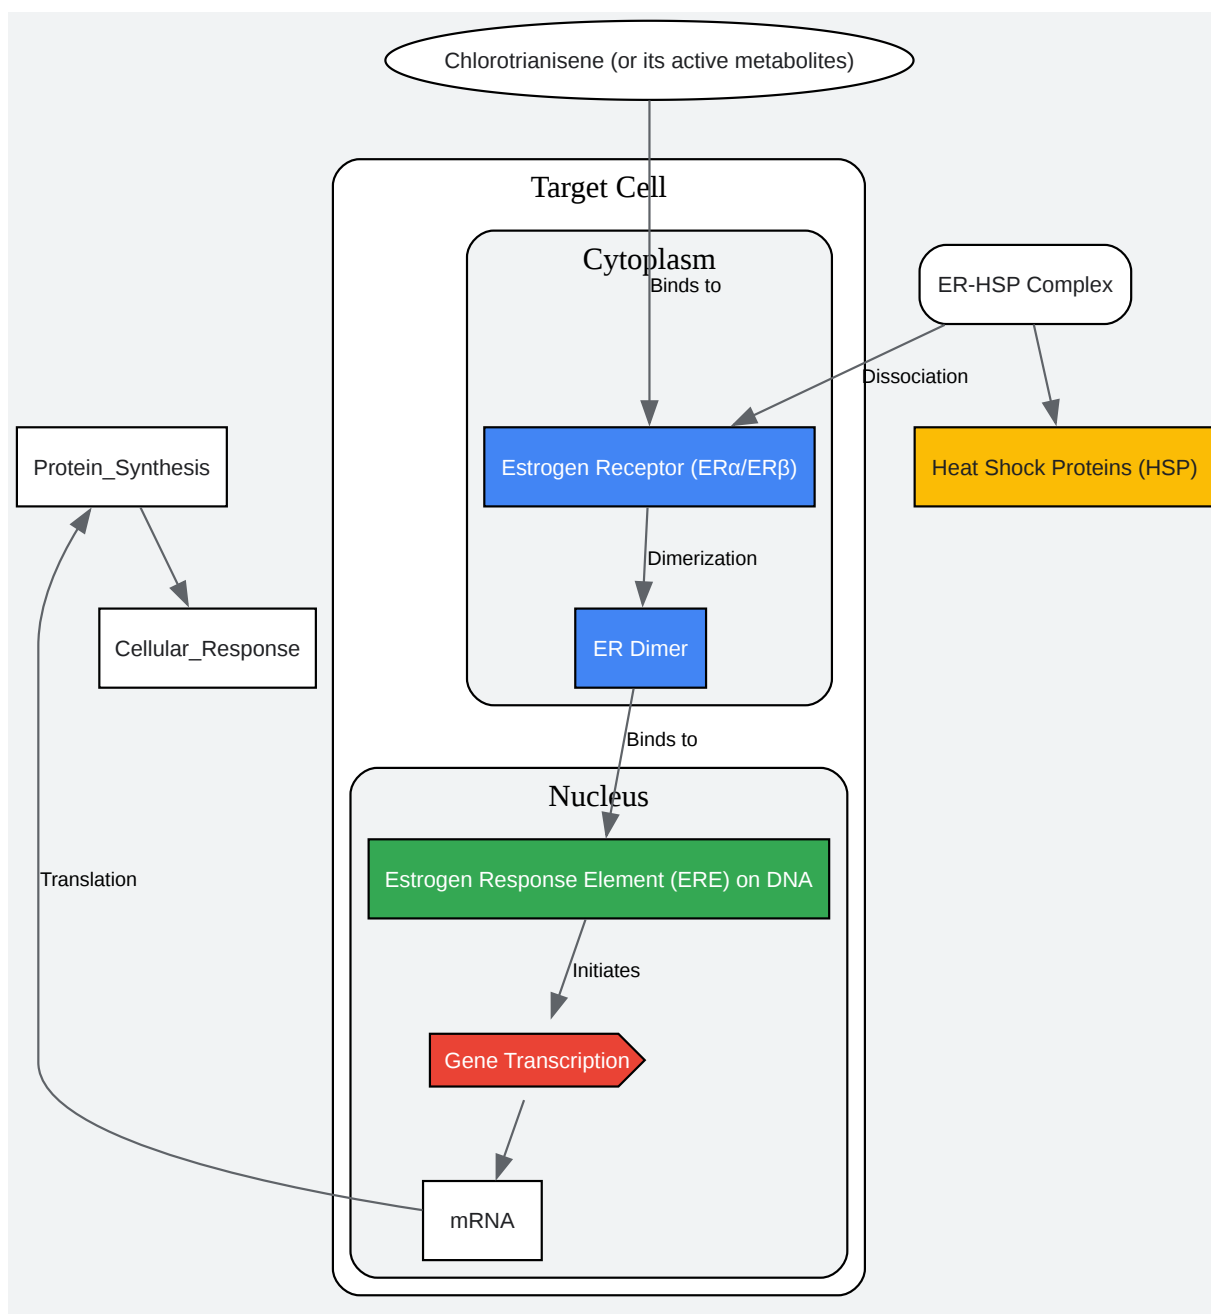 Chlorotrianisene (or its active metabolites)
Target Cell
Cytoplasm
Binds to
ER-HSP Complex
Dissociation
Protein_Synthesis
Estrogen Receptor (ERα/ERβ)
Heat Shock Proteins (HSP)
Dimerization
Cellular_Response
ER Dimer
Binds to
Nucleus
Translation
Estrogen Response Element (ERE) on DNA
Initiates
Gene Transcription
mRNA